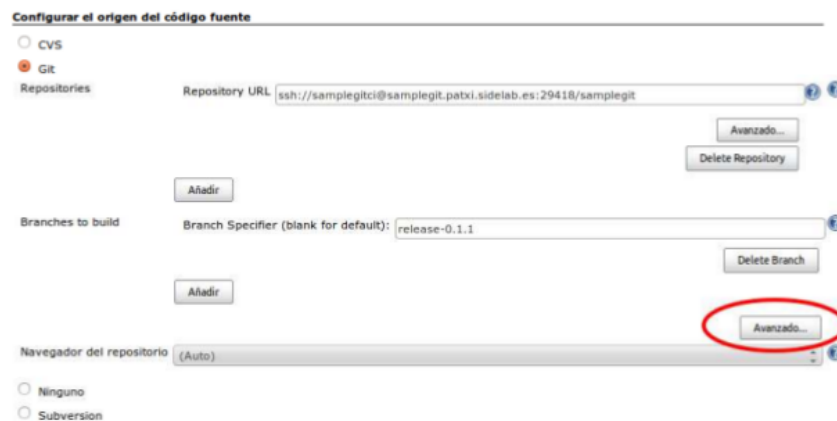 Configurar el origen del código fuente
CVS
Git
Repositories
Repository URL ssh://samplegitci@samplegit.patxi.sidelab.es:29418/samplegit
Avanzado...
Delete Repository
Añadir
Branches to build
Branch Specifier (blank for default): release-0.1.1
Delete Branch
Añadir
Avanzado...
Navegador del repositorio (Auto)
Ninguno
Subversion